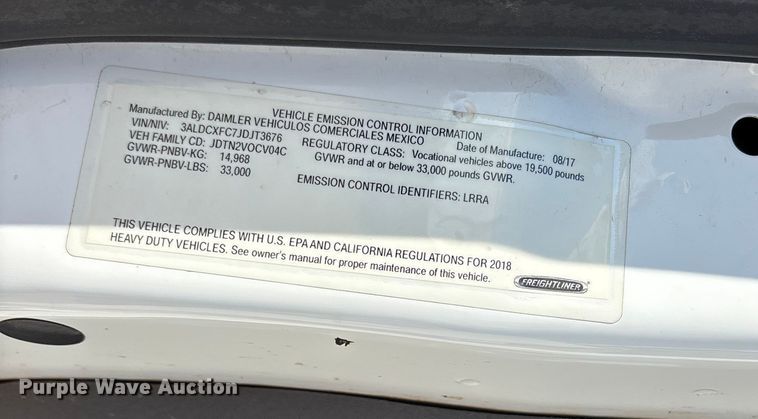 VEHICLE EMISSION CONTROL INFORMATION
Manufactured By: DAIMLER VEHICULOS COMERCIALES MEXICO Date of Manufacture: 08/17
VIN/NIV: 3ALDCXFC7JDJT3676 REGULATORY CLASS: Vocational vehicles above 19,500 pounds
VEH FAMILY CD: JDTN2VOCV04C GVWR and at or below 33,000 pounds GVWR.
GVWR-PNBV-KG: 14,968
GVWR-PNBV-LBS: 33,000 EMISSION CONTROL IDENTIFIERS: LRRA
THIS VEHICLE COMPLIES WITH U.S. EPA AND CALIFORNIA REGULATIONS FOR 2018
HEAVY DUTY VEHICLES. See owner's manual for proper maintenance of this vehicle.
FREIGHTLINER
Purple Wave Auction